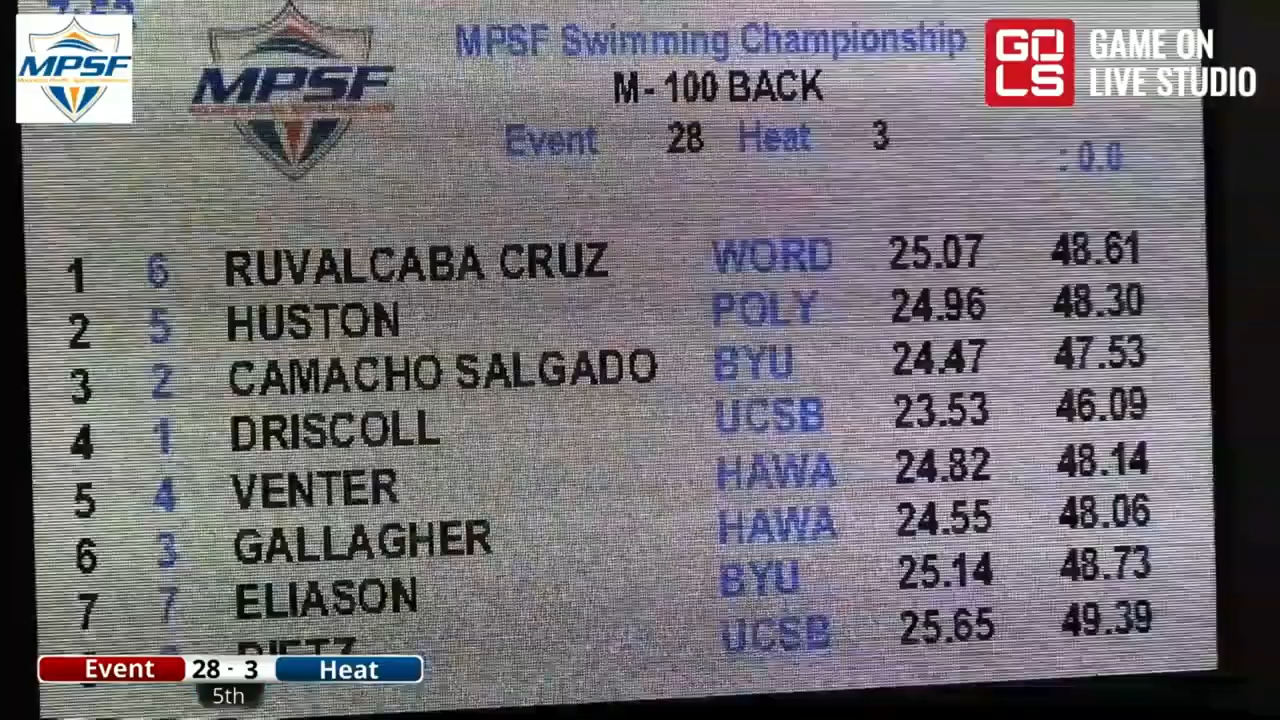 MPSF
MPSF
MPSF Swimming Championship
M - 100 BACK
Event 28 Heat 3
: 0.0
GOLS
GAME ON
LIVE STUDIO
1 6 RUVALCABA CRUZ WORD 25.07 48.61
2 5 HUSTON POLY 24.96 48.30
3 2 CAMACHO SALGADO BYU 24.47 47.53
4 1 DRISCOLL UCSB 23.53 46.09
5 4 VENTER HAWA 24.82 48.14
6 3 GALLAGHER HAWA 24.55 48.06
7 7 ELIASON BYU 25.14 48.73
DIETZ UCSB 25.65 49.39
Event 28 - 3 Heat
5th